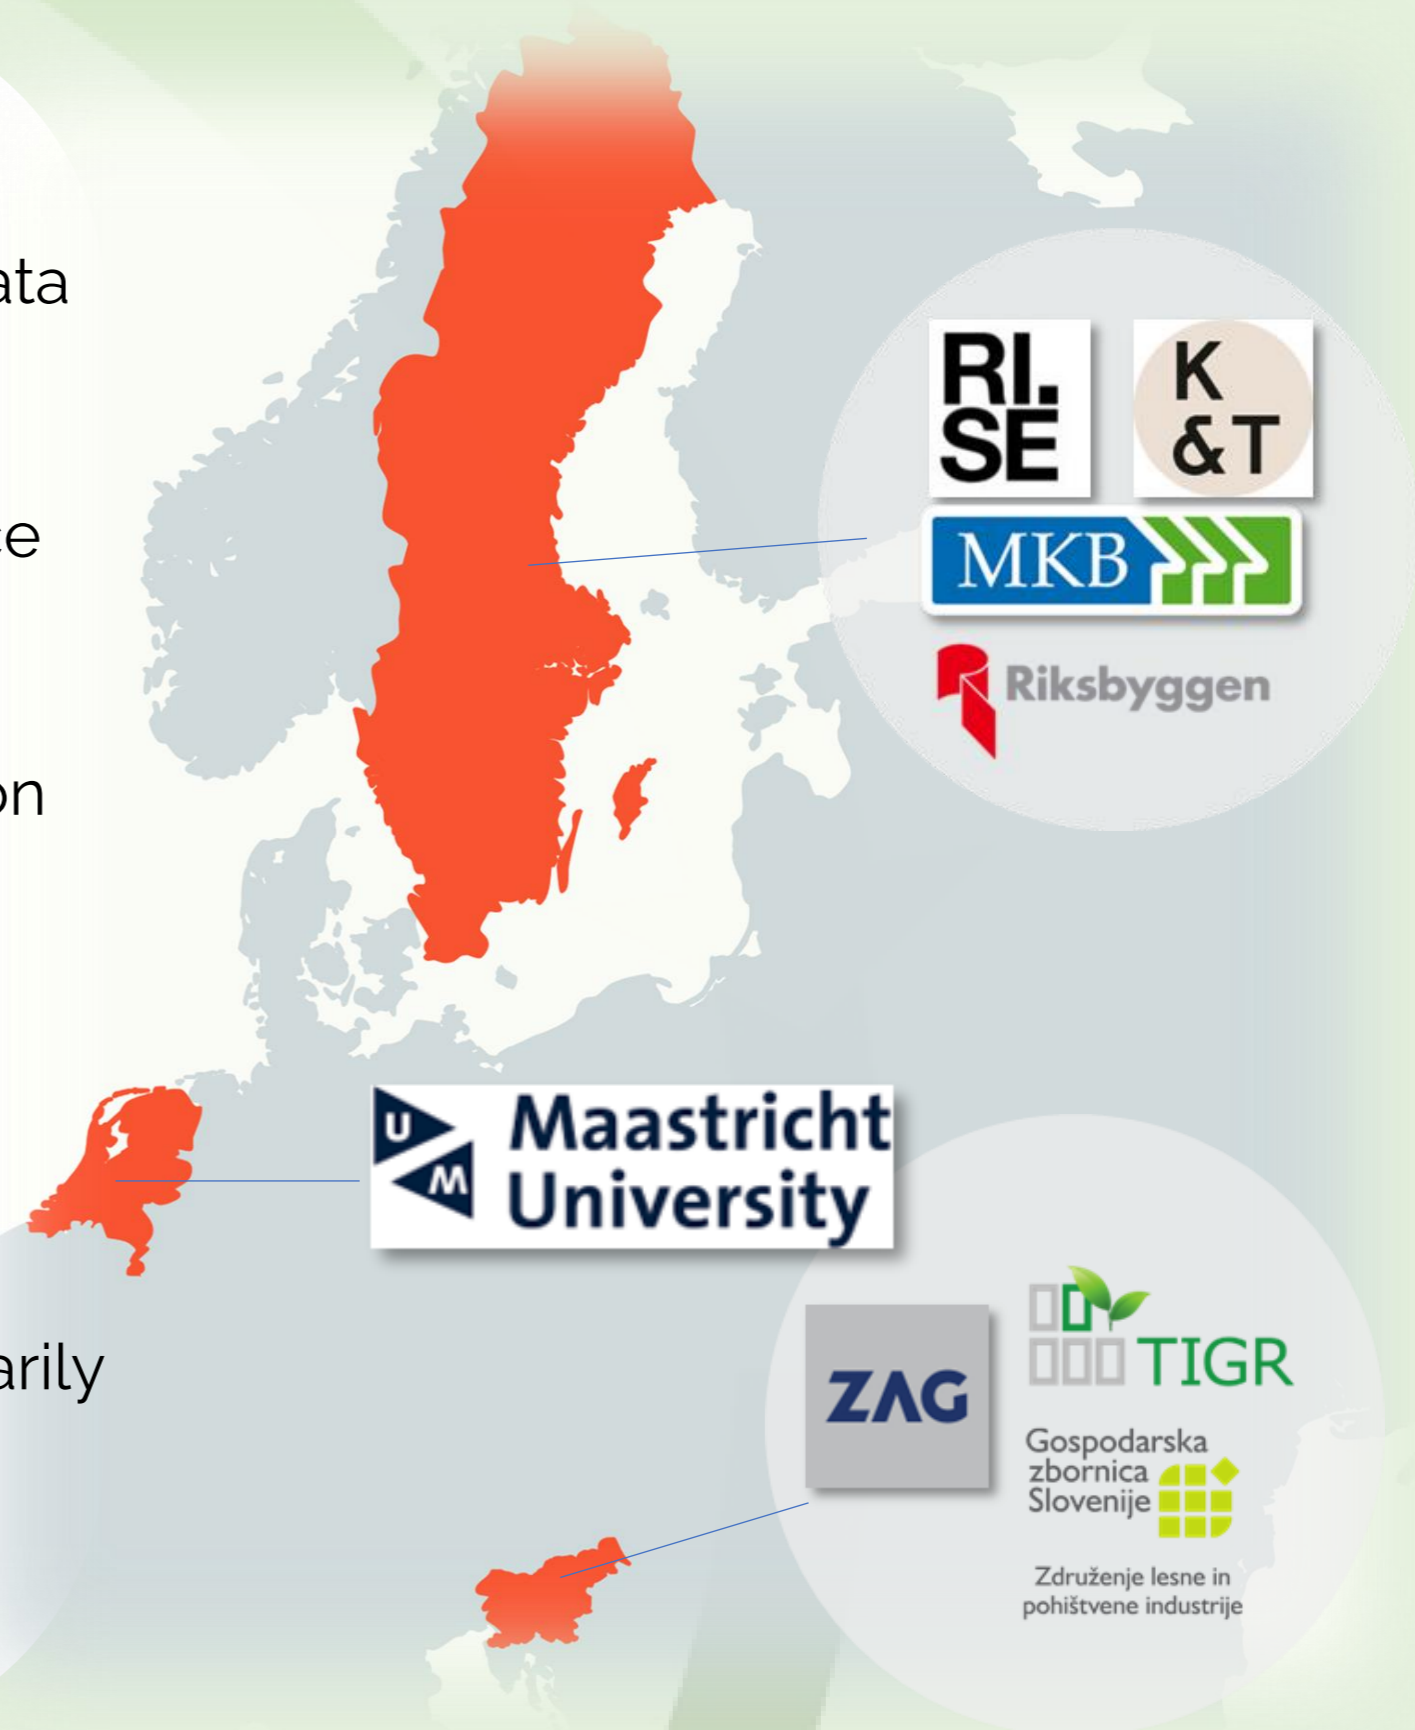 ata
ce
on
arily
RI.
SE
K
&T
MKB
Riksbyggen
U
M
Maastricht
University
ZAG
TIGR
Gospodarska
zbornica
Slovenije
Združenje lesne in
pohištvene industrije